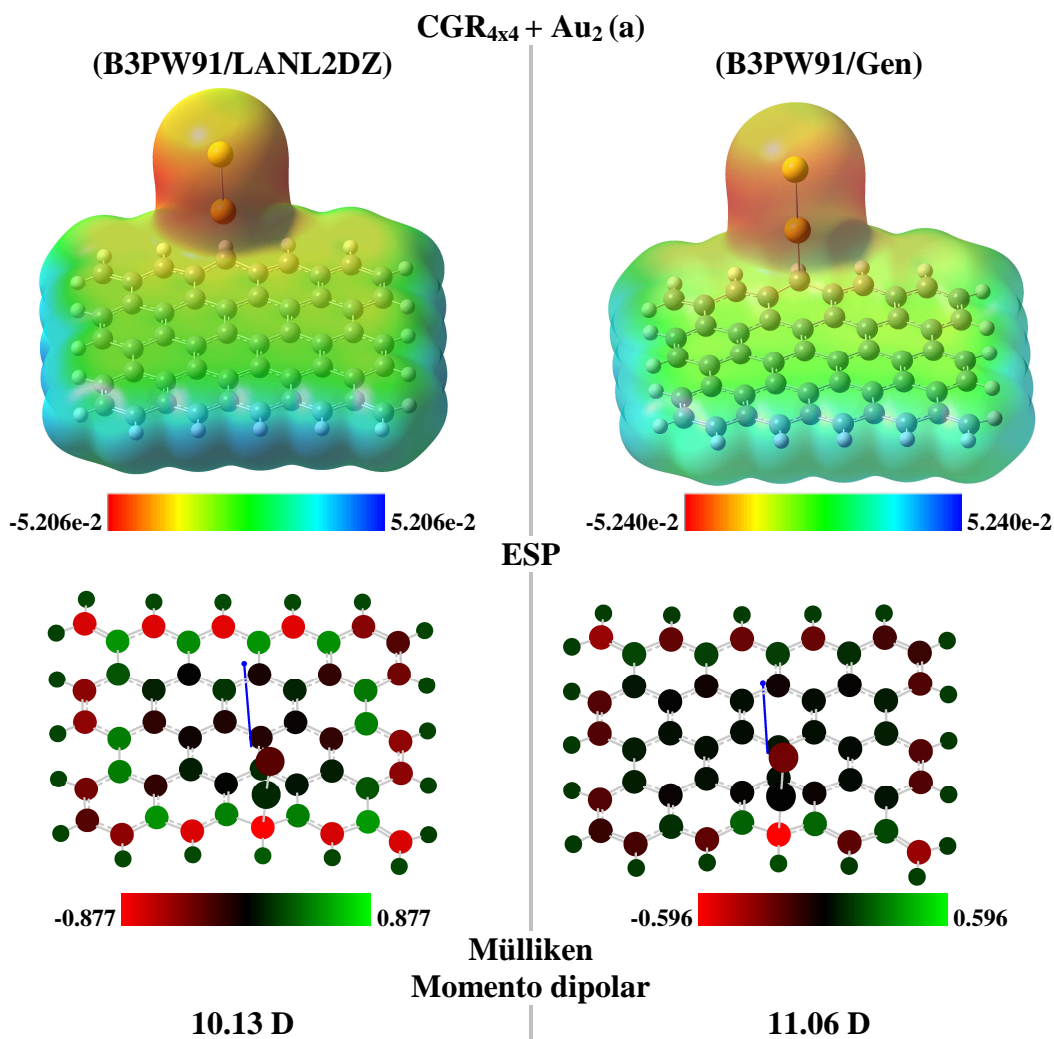 CGR4x4 + Au2 (a)
(B3PW91/LANL2DZ)
(B3PW91/Gen)
-5.206e-2
5.206e-2
-5.240e-2
5.240e-2
ESP
-0.877
0.877
-0.596
0.596
Mülliken
Momento dipolar
10.13 D
11.06 D